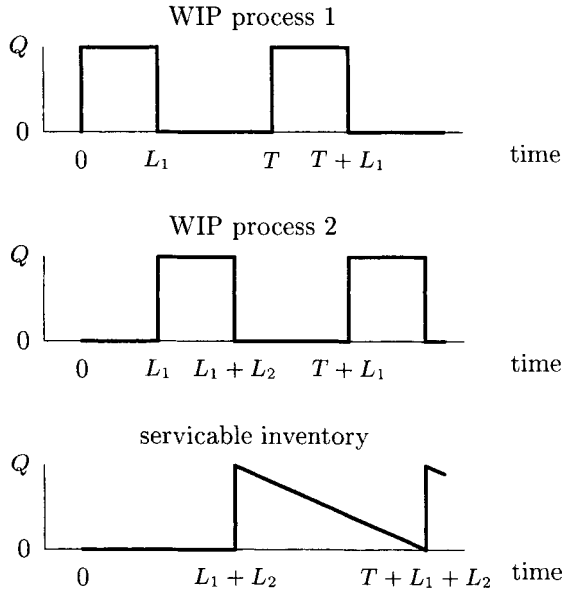 WIP process 1
Q
0
0 L₁ T T + L₁ time
WIP process 2
Q
0
0 L₁ L₁ + L₂ T + L₁ time
servicable inventory
Q
0
0 L₁ + L₂ T + L₁ + L₂ time